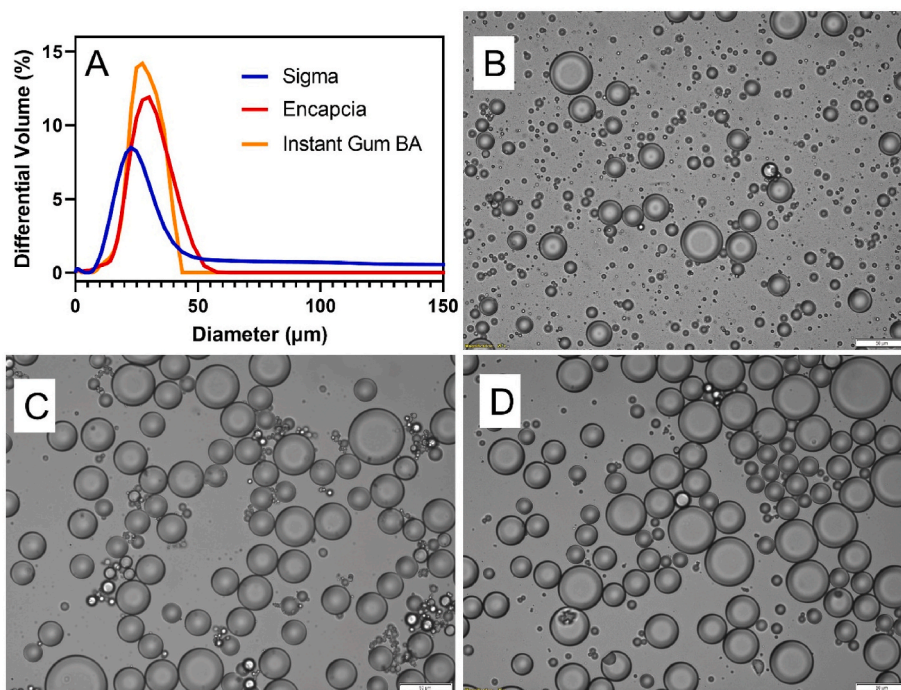 A
B
15
Sigma
Encapcia
Instant Gum BA
10
5
0
Differential Volume (%)
0
50
100
150
Diameter (µm)
C
D